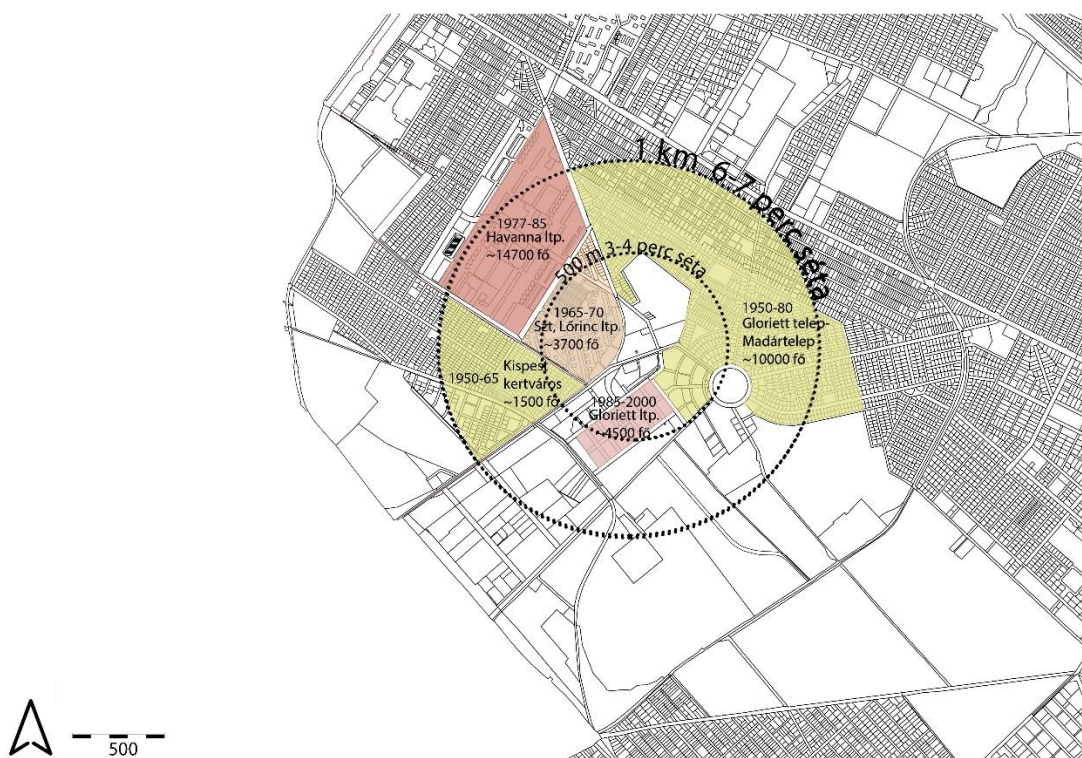 1 km 6-7 perc séta
500 m 3-4 perc séta
1977-85
Havanna ltp.
~14700 fő
1965-70
Szt. Lőrinc ltp.
~3700 fő
1950-80
Gloriett telep-
Madártelep
~10000 fő
1950-65
Kispest
kertváros
~1500 fő
1985-2000
Gloriett ltp.
~4500 fő
500